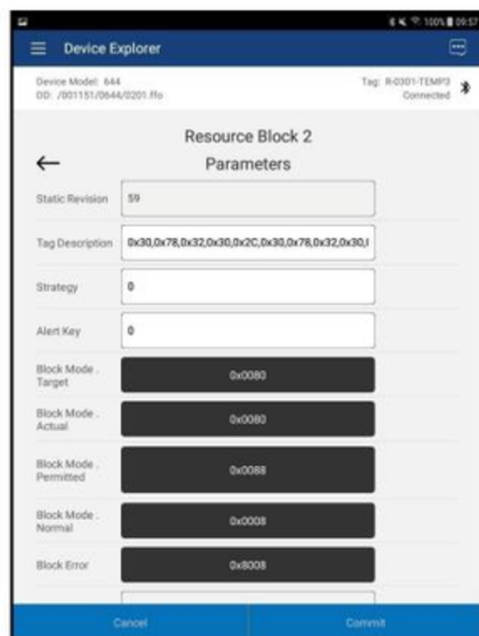 100% 09:57
Device Explorer
Device Model: 644
Tag: R-0301-TEMP3
DD: /001151/0644/0201.ffo
Connected
Resource Block 2
Parameters
Static Revision
59
Tag Description
0x30,0x78,0x32,0x30,0x2C,0x30,0x78,0x32,0x30,
Strategy
0
Alert Key
0
Block Mode .
Target
0x0080
Block Mode .
Actual
0x0080
Block Mode .
Permitted
0x0088
Block Mode .
Normal
0x0008
Block Error
0x8008
Cancel
Commit